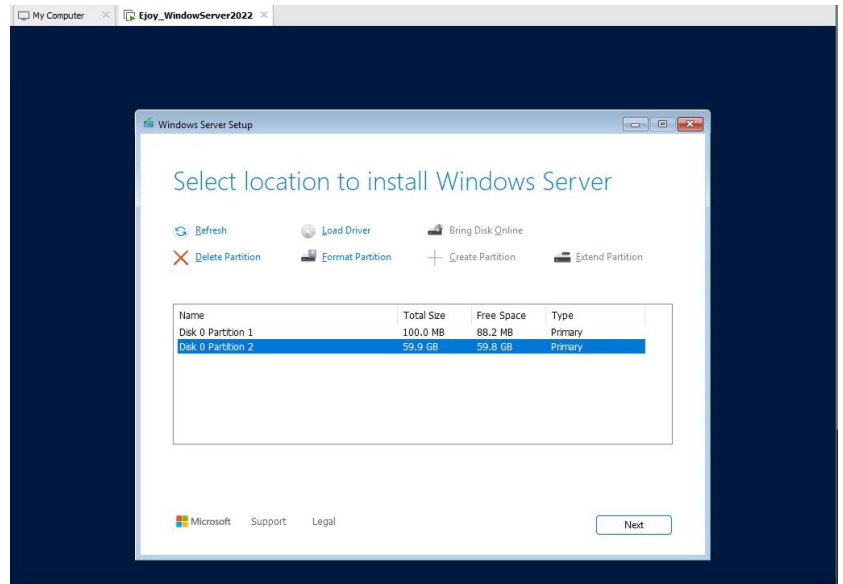 My Computer
Ejoy_WindowServer2022
Windows Server Setup
Select location to install Windows Server
Refresh Load Driver Bring Disk Online
Delete Partition Format Partition Create Partition Extend Partition
Name Total Size Free Space Type
Disk 0 Partition 1 100.0 MB 88.2 MB Primary
Disk 0 Partition 2 59.9 GB 59.8 GB Primary
Microsoft Support Legal
Next